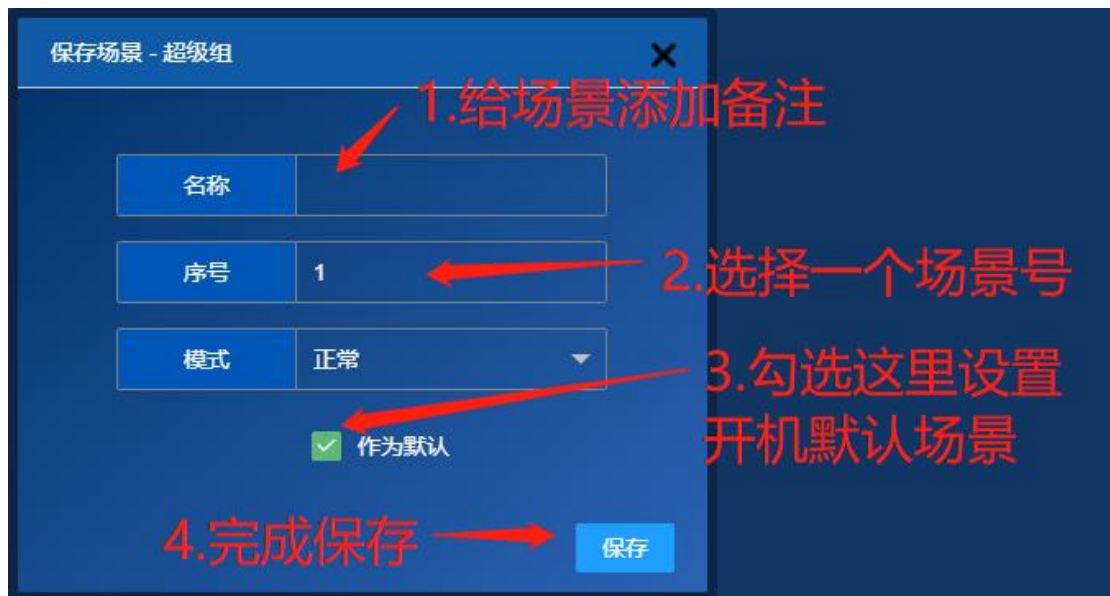 保存场景 - 超级组
1.给场景添加备注
名称
序号
1
2.选择一个场景号
模式
正常
3.勾选这里设置
开机默认场景
作为默认
4.完成保存
保存